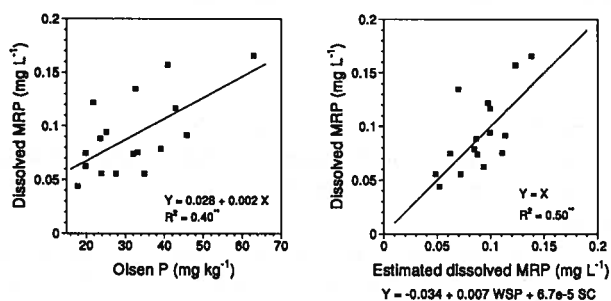 Dissolved MRP (mg L⁻¹)
0.2
0.15
0.1
0.05
0
20 30 40 50 60 70
Y = 0.028 + 0.002 X
R² = 0.40**
Olsen P (mg kg⁻¹)
Dissolved MRP (mg L⁻¹)
0.2
0.15
0.1
0.05
0
0 0.05 0.1 0.15 0.2
Y = X
R² = 0.50**
Estimated dissolved MRP (mg L⁻¹)
Y = -0.034 + 0.007 WSP + 6.7e-5 SC